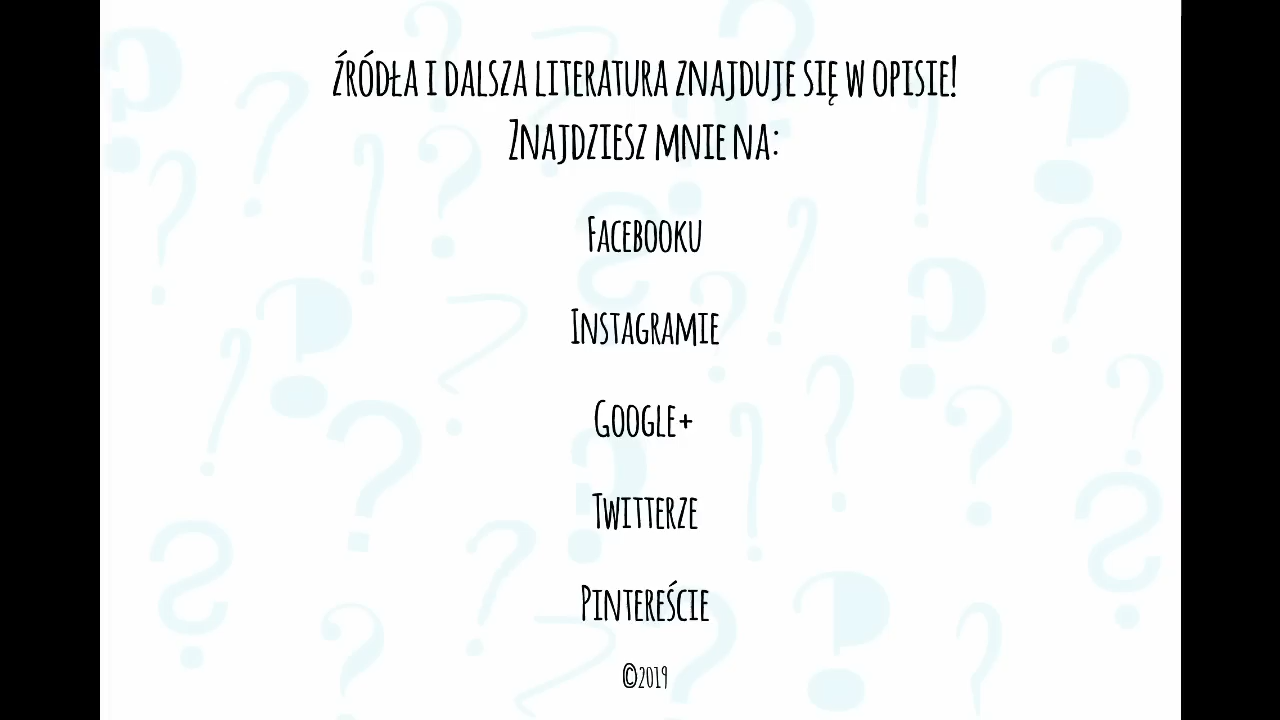 Źródła i dalsza literatura znajduje się w opisie!
Znajdziesz mnie na:
Facebooku
Instagramie
Google+
Twitterze
Pintereście
©2019